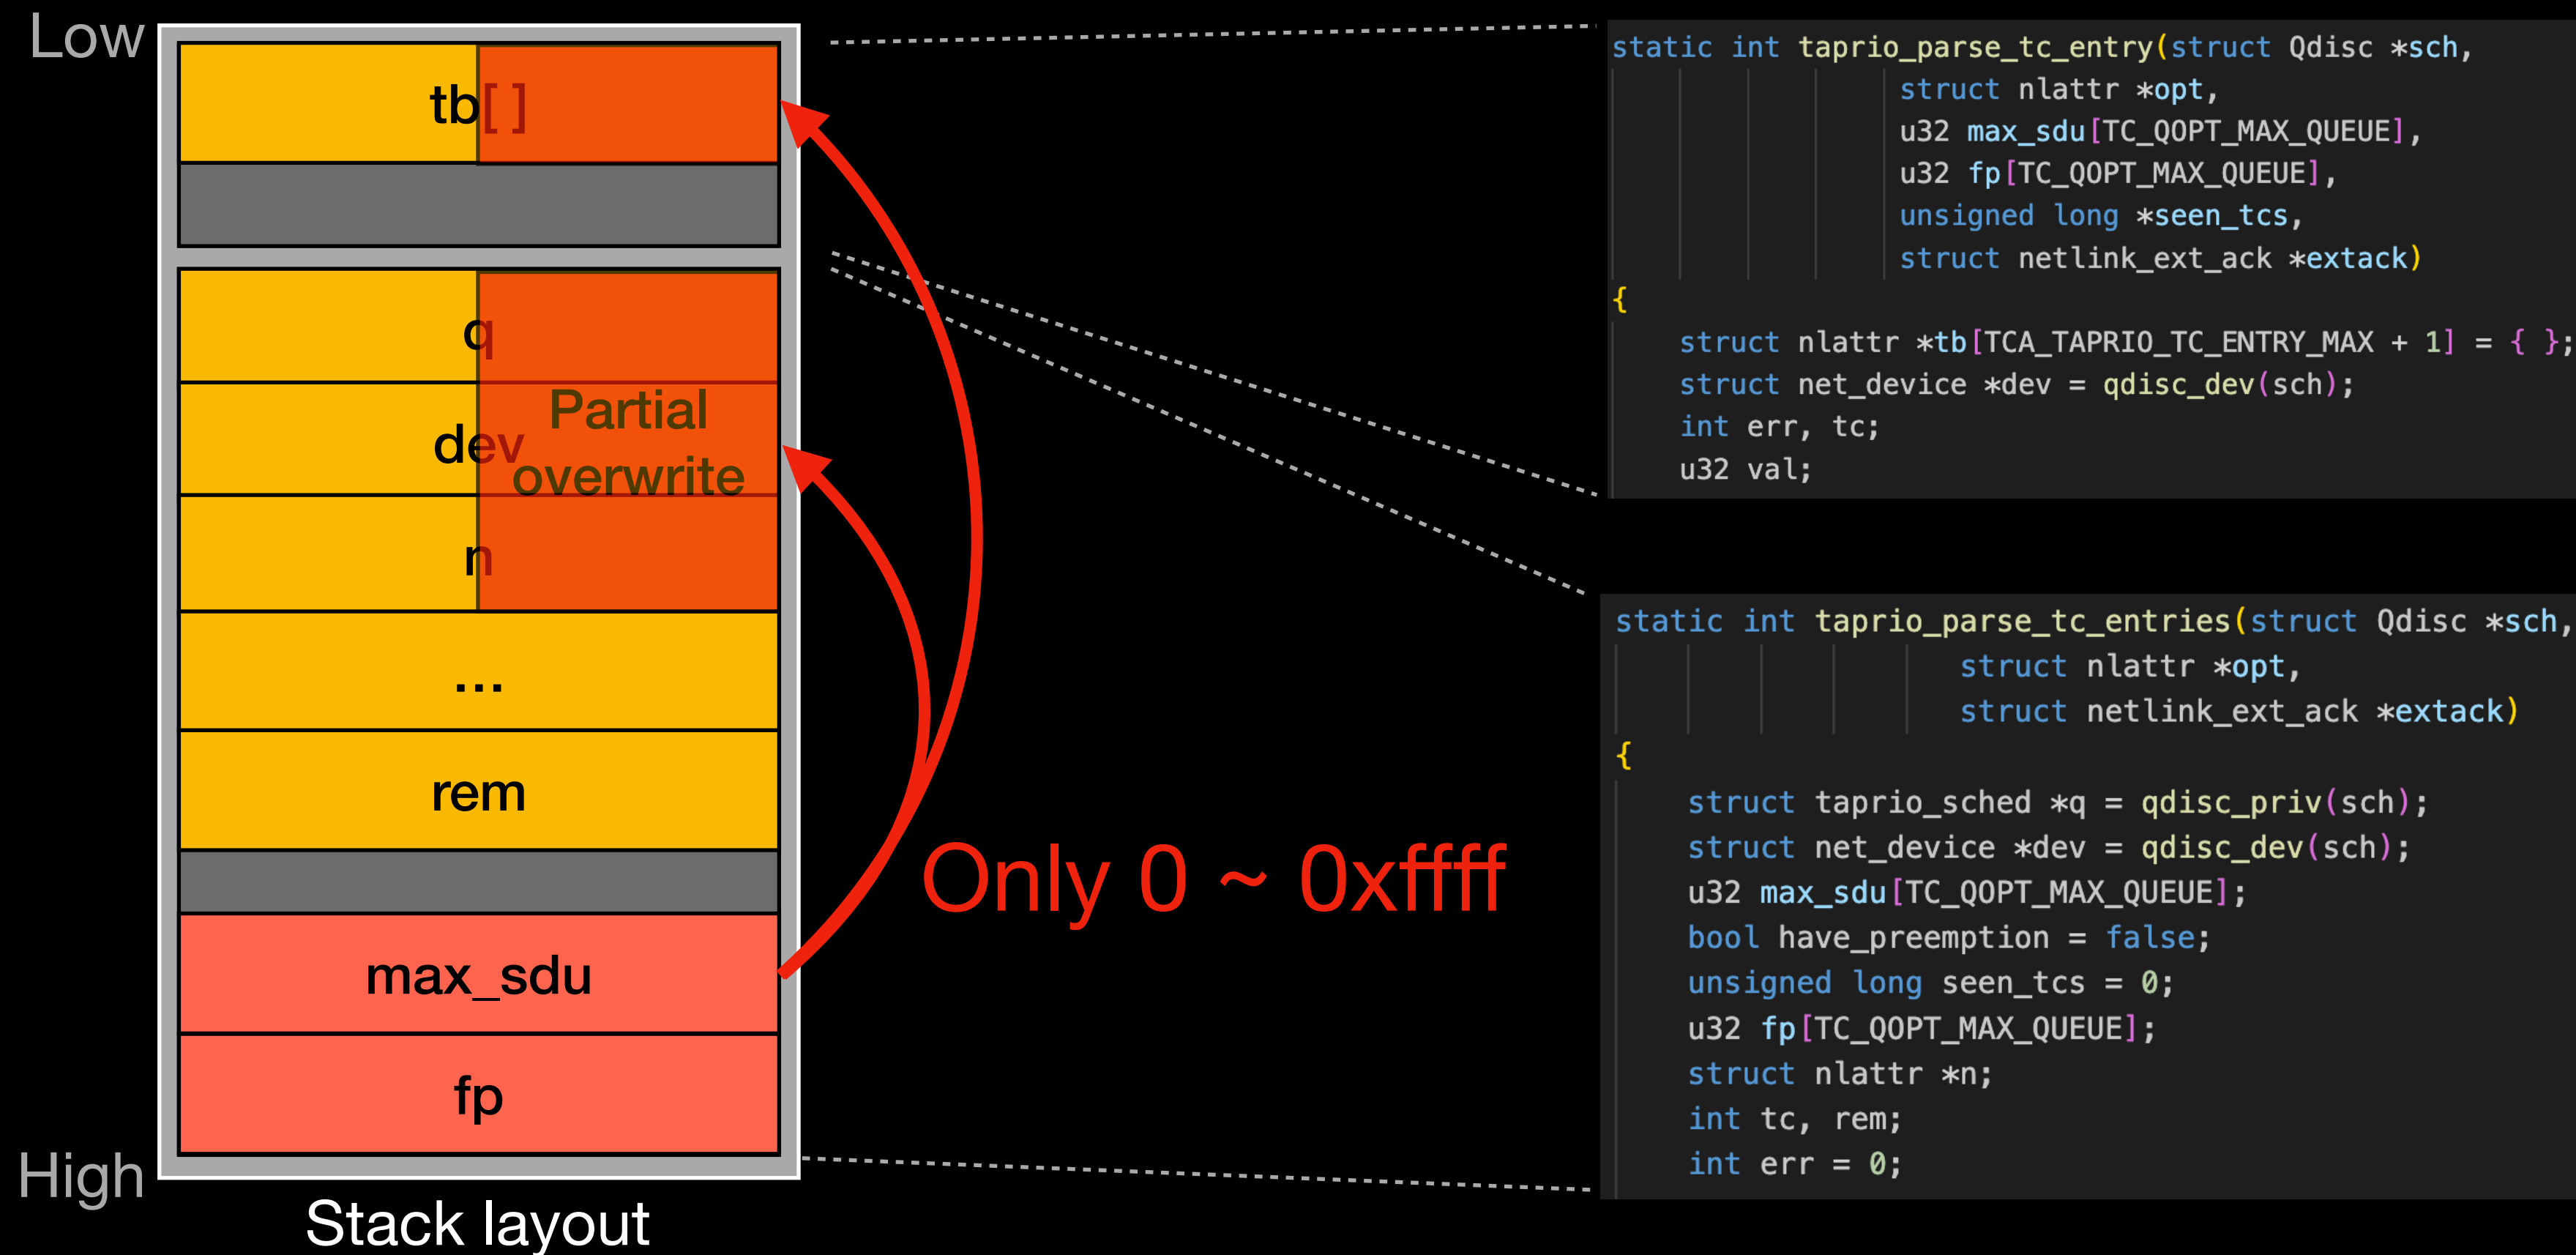 Low
tb[ ]
q
dev
n
Partial
overwrite
...
rem
max_sdu
fp
High
Stack layout
Only 0 ~ 0xffff
static int taprio_parse_tc_entry(struct Qdisc *sch,
struct nlattr *opt,
u32 max_sdu[TC_QOPT_MAX_QUEUE],
u32 fp[TC_QOPT_MAX_QUEUE],
unsigned long *seen_tcs,
struct netlink_ext_ack *extack)
{
struct nlattr *tb[TCA_TAPRIO_TC_ENTRY_MAX + 1] = { };
struct net_device *dev = qdisc_dev(sch);
int err, tc;
u32 val;
static int taprio_parse_tc_entries(struct Qdisc *sch,
struct nlattr *opt,
struct netlink_ext_ack *extack)
{
struct taprio_sched *q = qdisc_priv(sch);
struct net_device *dev = qdisc_dev(sch);
u32 max_sdu[TC_QOPT_MAX_QUEUE];
bool have_preemption = false;
unsigned long seen_tcs = 0;
u32 fp[TC_QOPT_MAX_QUEUE];
struct nlattr *n;
int tc, rem;
int err = 0;